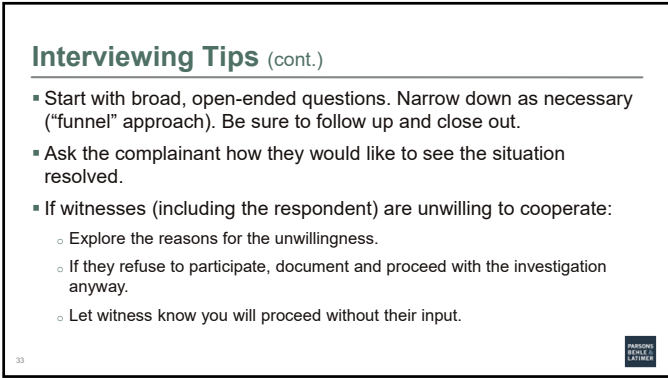 Interviewing Tips (cont.)
▪ Start with broad, open-ended questions. Narrow down as necessary
(“funnel” approach). Be sure to follow up and close out.
▪ Ask the complainant how they would like to see the situation
resolved.
▪ If witnesses (including the respondent) are unwilling to cooperate:
○ Explore the reasons for the unwillingness.
○ If they refuse to participate, document and proceed with the investigation
anyway.
○ Let witness know you will proceed without their input.
33
PARSONS
BEHLE &
LATIMER